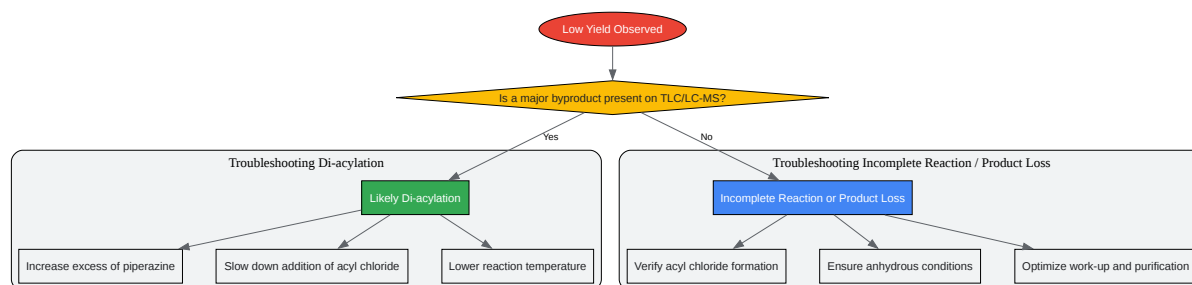 Low Yield Observed
Is a major byproduct present on TLC/LC-MS?
Yes
No
Troubleshooting Di-acylation
Troubleshooting Incomplete Reaction / Product Loss
Likely Di-acylation
Incomplete Reaction or Product Loss
Increase excess of piperazine
Slow down addition of acyl chloride
Lower reaction temperature
Verify acyl chloride formation
Ensure anhydrous conditions
Optimize work-up and purification